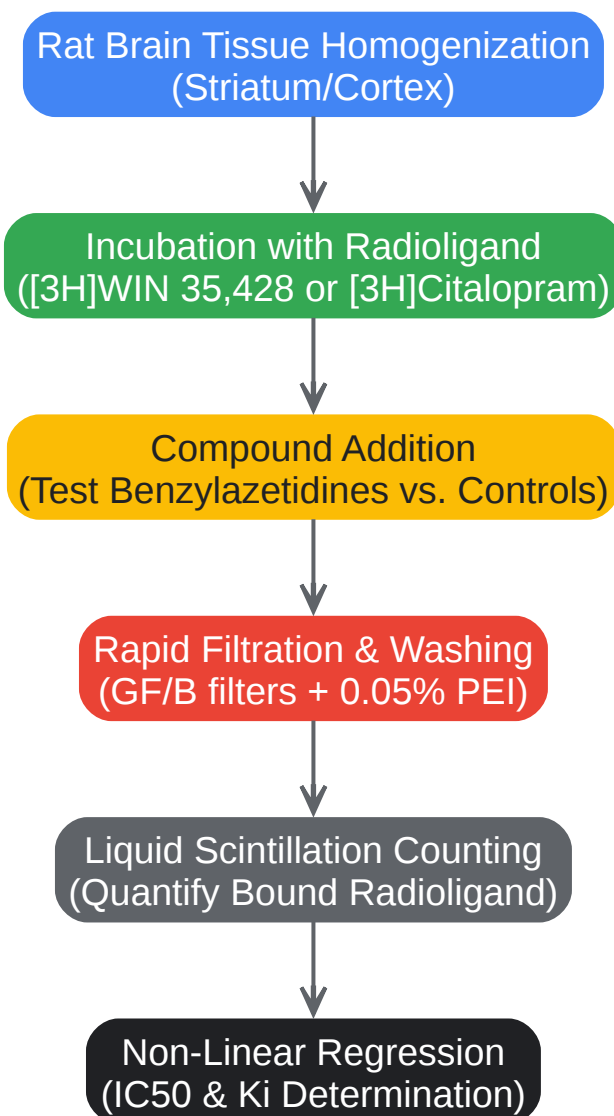 Rat Brain Tissue Homogenization
(Striatum/Cortex)
Incubation with Radioligand
([3H]WIN 35,428 or [3H]Citalopram)
Compound Addition
(Test Benzylazetidines vs. Controls)
Rapid Filtration & Washing
(GF/B filters + 0.05% PEI)
Liquid Scintillation Counting
(Quantify Bound Radioligand)
Non-Linear Regression
(IC50 & Ki Determination)